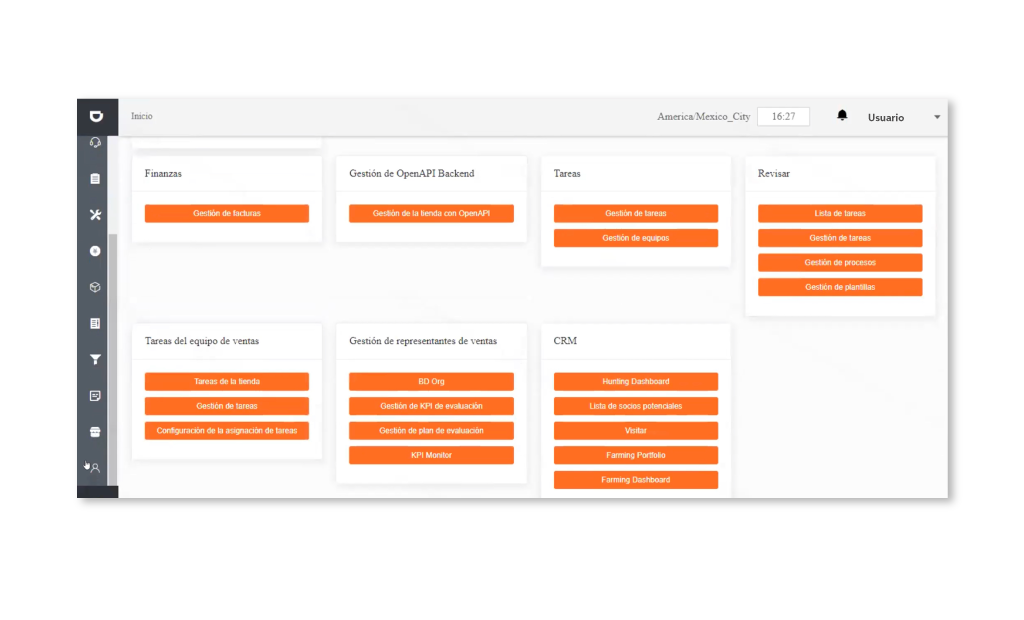 Inicio
America/Mexico_City 16:27 Usuario
Finanzas
Gestión de facturas
Gestión de OpenAPI Backend
Gestión de la tienda con OpenAPI
Tareas
Gestión de tareas
Gestión de equipos
Revisar
Lista de tareas
Gestión de tareas
Gestión de procesos
Gestión de plantillas
Tareas del equipo de ventas
Tareas de la tienda
Gestión de tareas
Configuración de la asignación de tareas
Gestión de representantes de ventas
BD Org
Gestión de KPI de evaluación
Gestión de plan de evaluación
KPI Monitor
CRM
Hunting Dashboard
Lista de socios potenciales
Visitar
Farming Portfolio
Farming Dashboard